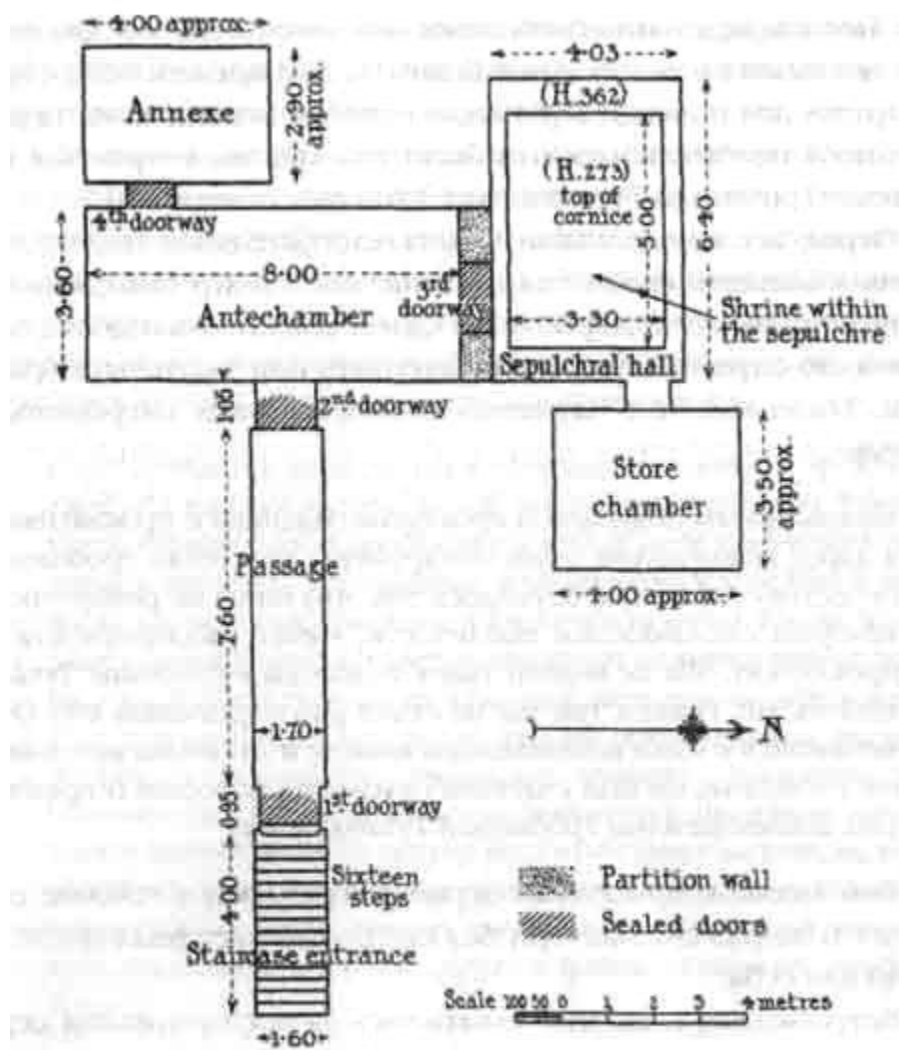 4·00 approx
Annexe
2·90
approx
4·03
(H.362)
(H.273)
top of
cornice
5·00
6·40
3·30
Shrine within
the sepulchre
Sepulchral hall
4th doorway
3·60
8·00
Antechamber
3rd
doorway
2nd doorway
Store
chamber
3·50
approx
4·00 approx
Passage
7·60
1·70
N
0·95
1st doorway
4·00
Sixteen
steps
Staircase entrance
1·60
Partition wall
Sealed doors
Scale 100 50 0 1 2 3 4 metres